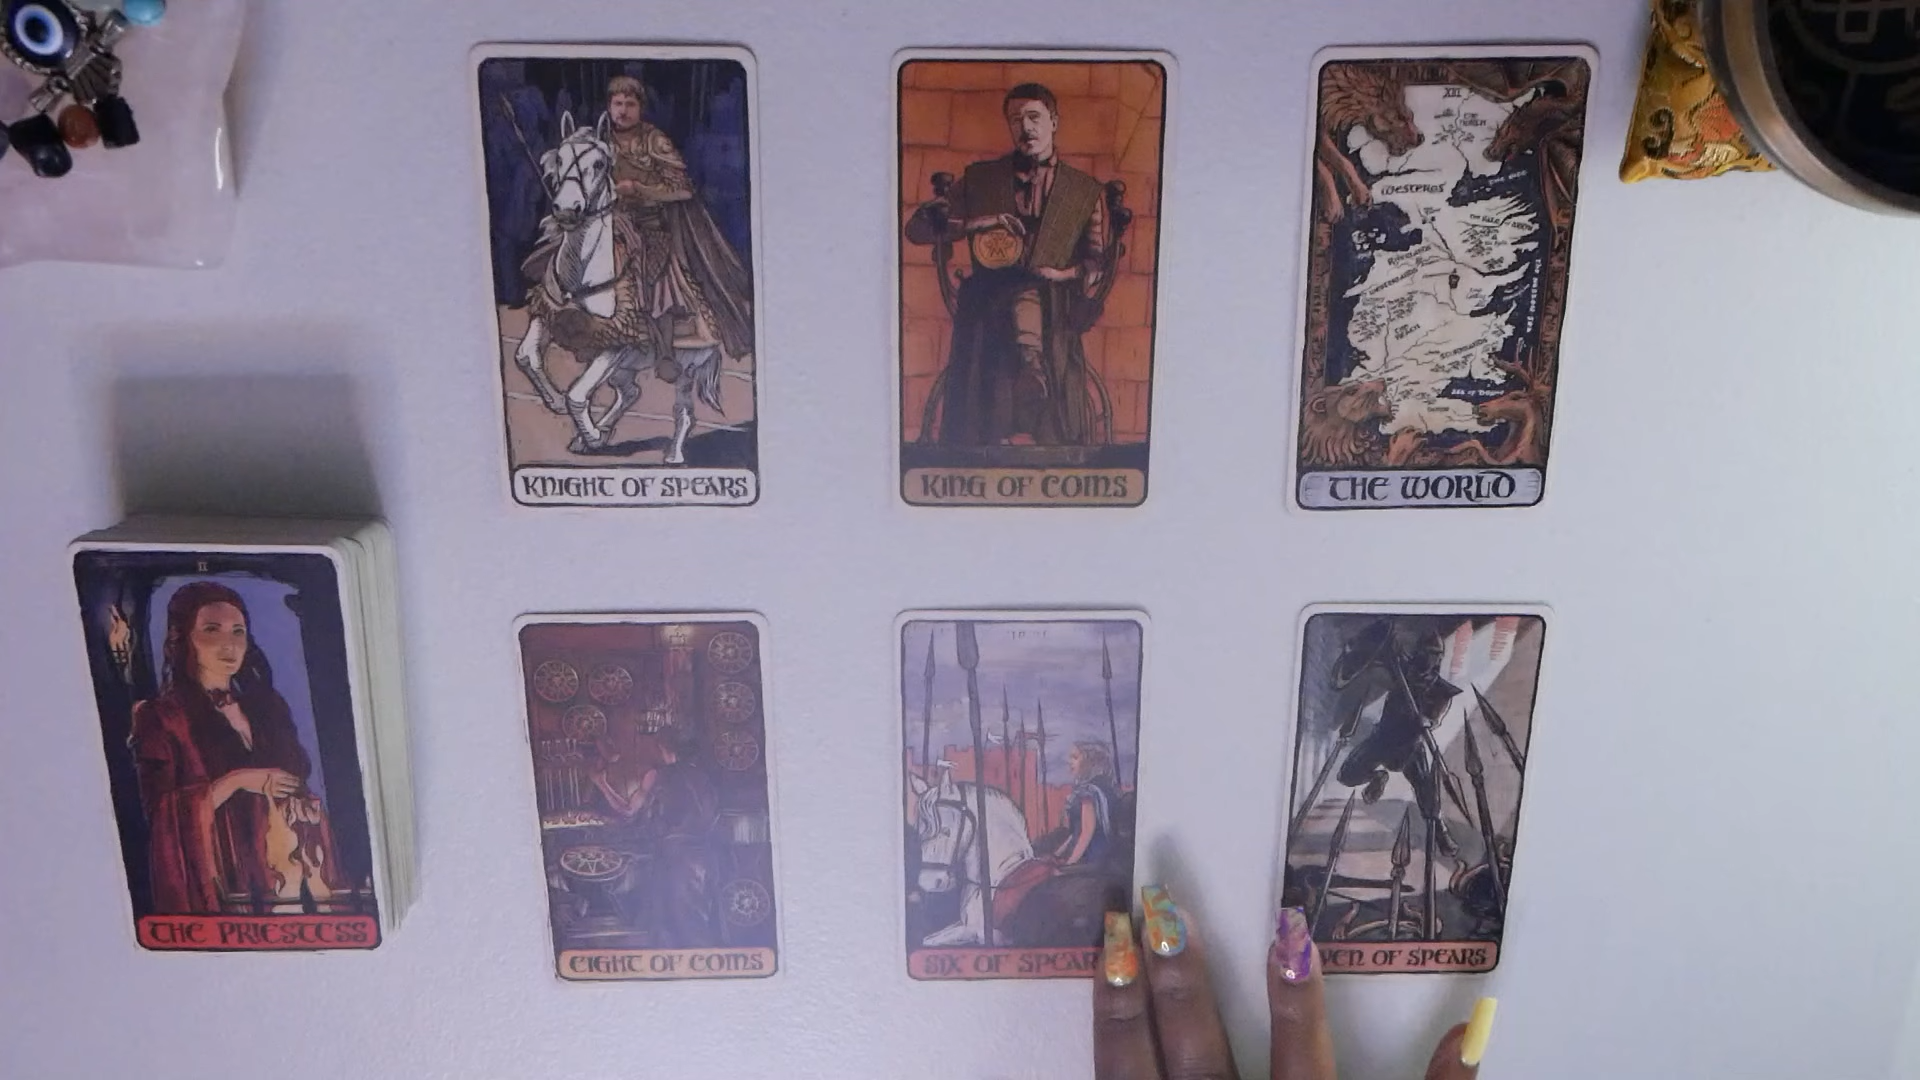 KNIGHT OF SPEARS
KING OF COINS
THE WORLD
WESTEROS
II
THE PRIESTESS
EIGHT OF COINS
SIX OF SPEAR
VEN OF SPEARS